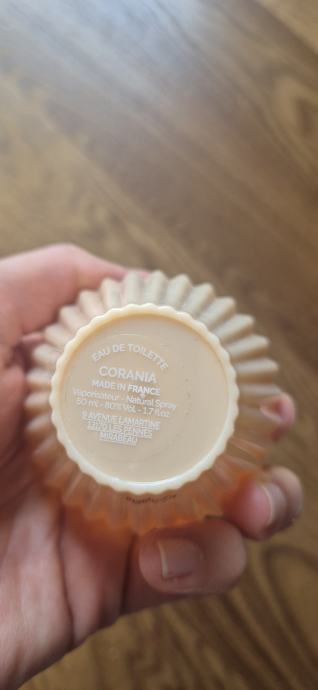 EAU DE TOILETTE
CORANIA
MADE IN FRANCE
Vaporisateur - Natural Spray
50 ml - 80% Vol - 1.7 fl.oz
9 AVENUE LAMARTINE
13170 LES PENNES
MIRABEAU